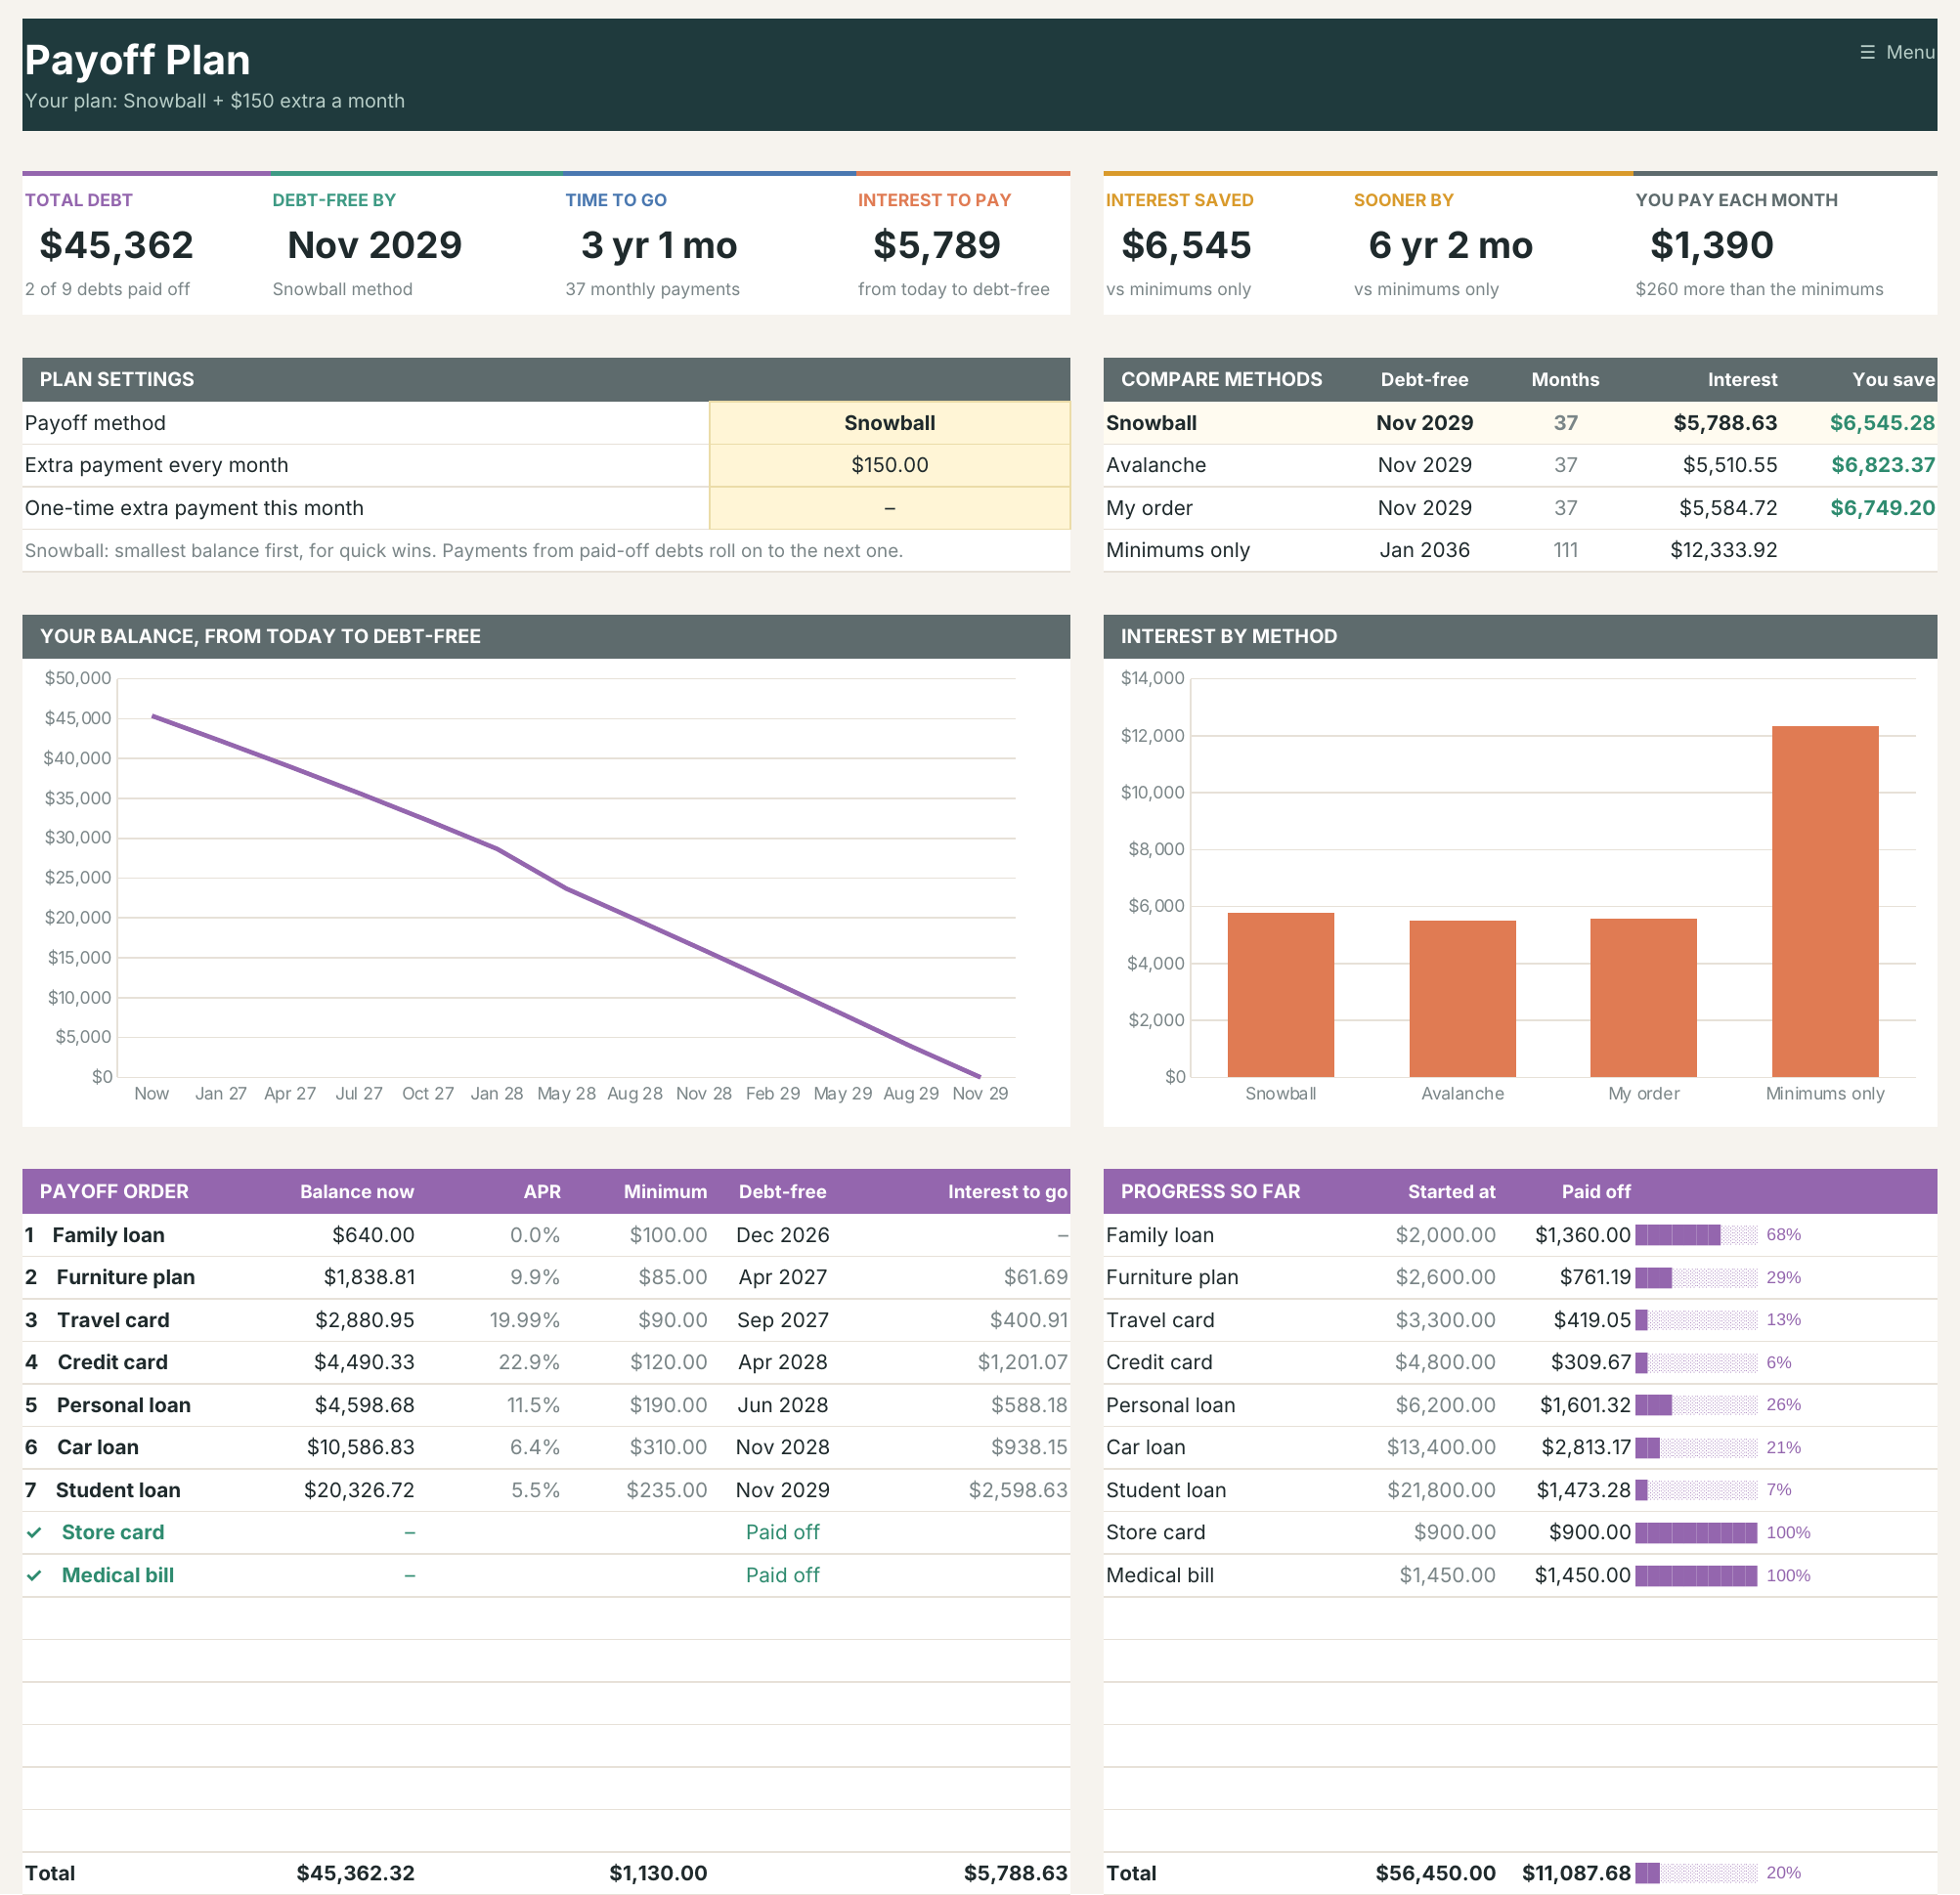 Payoff Plan
☰ Menu
Your plan: Snowball + $150 extra a month
TOTAL DEBT
$45,362
2 of 9 debts paid off
DEBT-FREE BY
Nov 2029
Snowball method
TIME TO GO
3 yr 1 mo
37 monthly payments
INTEREST TO PAY
$5,789
from today to debt-free
INTEREST SAVED
$6,545
vs minimums only
SOONER BY
6 yr 2 mo
vs minimums only
YOU PAY EACH MONTH
$1,390
$260 more than the minimums
PLAN SETTINGS
Payoff method Snowball
Extra payment every month $150.00
One-time extra payment this month –
Snowball: smallest balance first, for quick wins. Payments from paid-off debts roll on to the next one.
COMPARE METHODS Debt-free Months Interest You save
Snowball Nov 2029 37 $5,788.63 $6,545.28
Avalanche Nov 2029 37 $5,510.55 $6,823.37
My order Nov 2029 37 $5,584.72 $6,749.20
Minimums only Jan 2036 111 $12,333.92
YOUR BALANCE, FROM TODAY TO DEBT-FREE
$50,000
$45,000
$40,000
$35,000
$30,000
$25,000
$20,000
$15,000
$10,000
$5,000
$0
Now Jan 27 Apr 27 Jul 27 Oct 27 Jan 28 May 28 Aug 28 Nov 28 Feb 29 May 29 Aug 29 Nov 29
INTEREST BY METHOD
$14,000
$12,000
$10,000
$8,000
$6,000
$4,000
$2,000
$0
Snowball Avalanche My order Minimums only
PAYOFF ORDER Balance now APR Minimum Debt-free Interest to go
1 Family loan $640.00 0.0% $100.00 Dec 2026 –
2 Furniture plan $1,838.81 9.9% $85.00 Apr 2027 $61.69
3 Travel card $2,880.95 19.99% $90.00 Sep 2027 $400.91
4 Credit card $4,490.33 22.9% $120.00 Apr 2028 $1,201.07
5 Personal loan $4,598.68 11.5% $190.00 Jun 2028 $588.18
6 Car loan $10,586.83 6.4% $310.00 Nov 2028 $938.15
7 Student loan $20,326.72 5.5% $235.00 Nov 2029 $2,598.63
✓ Store card – Paid off
✓ Medical bill – Paid off
Total $45,362.32 $1,130.00 $5,788.63
PROGRESS SO FAR Started at Paid off
Family loan $2,000.00 $1,360.00 68%
Furniture plan $2,600.00 $761.19 29%
Travel card $3,300.00 $419.05 13%
Credit card $4,800.00 $309.67 6%
Personal loan $6,200.00 $1,601.32 26%
Car loan $13,400.00 $2,813.17 21%
Student loan $21,800.00 $1,473.28 7%
Store card $900.00 $900.00 100%
Medical bill $1,450.00 $1,450.00 100%
Total $56,450.00 $11,087.68 20%